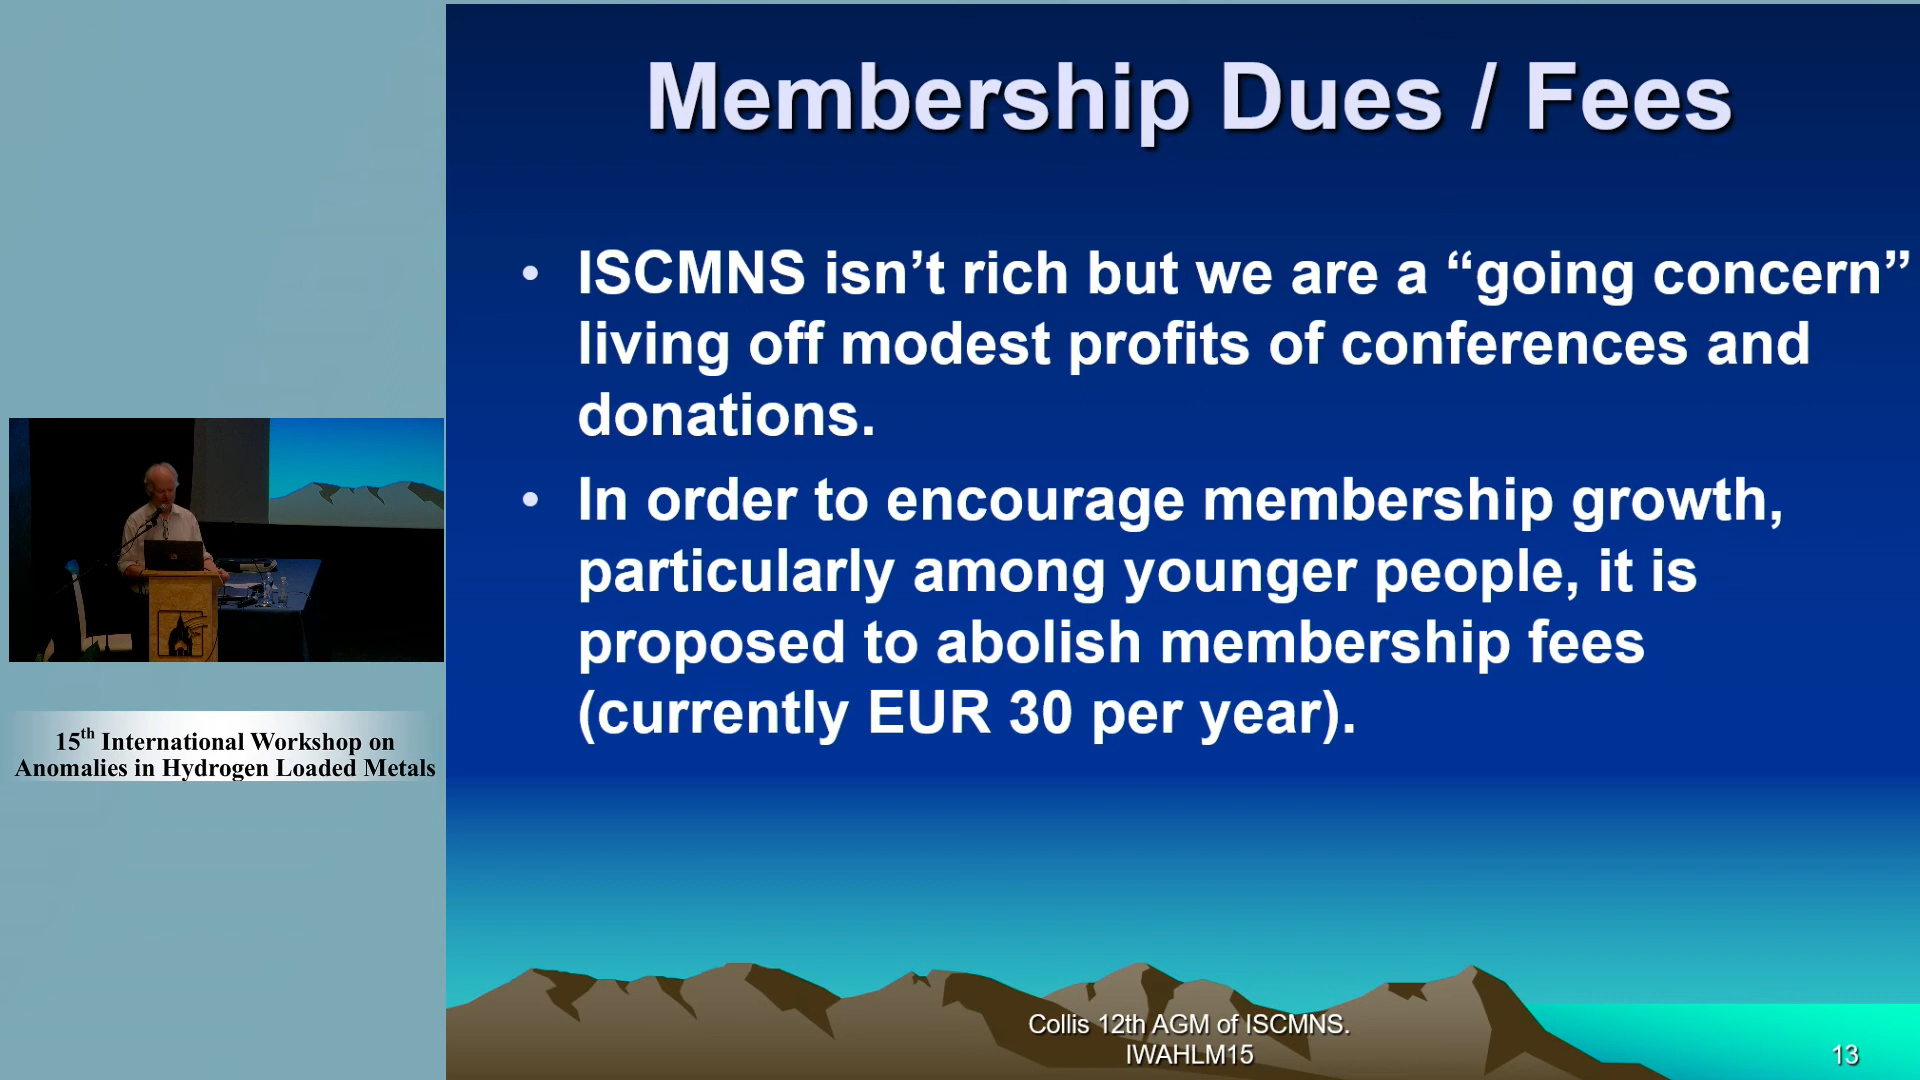 Membership Dues / Fees
• ISCMNS isn’t rich but we are a “going concern”
living off modest profits of conferences and
donations.
• In order to encourage membership growth,
particularly among younger people, it is
proposed to abolish membership fees
(currently EUR 30 per year).
15th International Workshop on
Anomalies in Hydrogen Loaded Metals
Collis 12th AGM of ISCMNS.
IWAHLM15
13